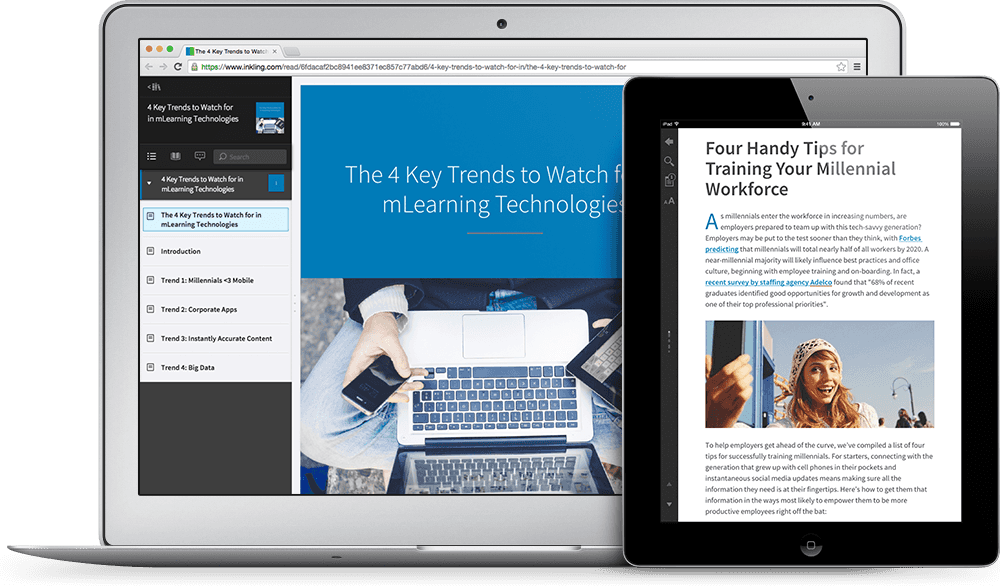 The 4 Key Trends to Watch
https://www.inkling.com/read/6fdacaf2bc8941ee8371ec857c77abd6/4-key-trends-to-watch-for-in/the-4-key-trends-to-watch-for
4 Key Trends to Watch for
in mLearning Technologies
Search
4 Key Trends to Watch for in
mLearning Technologies
The 4 Key Trends to Watch for in
mLearning Technologies
Introduction
Trend 1: Millennials <3 Mobile
Trend 2: Corporate Apps
Trend 3: Instantly Accurate Content
Trend 4: Big Data
The 4 Key Trends to Watch f
mLearning Technologies
iPad
9:41 AM
100%
AA
Four Handy Tips for
Training Your Millennial
Workforce
As millennials enter the workforce in increasing numbers, are
employers prepared to team up with this tech-savvy generation?
Employers may be put to the test sooner than they think, with Forbes
predicting that millennials will total nearly half of all workers by 2020. A
near-millennial majority will likely influence best practices and office
culture, beginning with employee training and on-boarding. In fact, a
recent survey by staffing agency Adelco found that "68% of recent
graduates identified good opportunities for growth and development as
one of their top professional priorities".
To help employers get ahead of the curve, we've compiled a list of four
tips for successfully training millennials. For starters, connecting with the
generation that grew up with cell phones in their pockets and
instantaneous social media updates means making sure all the
information they need is at their fingertips. Here's how to get them that
information in the ways most likely to empower them to be more
productive employees right off the bat: